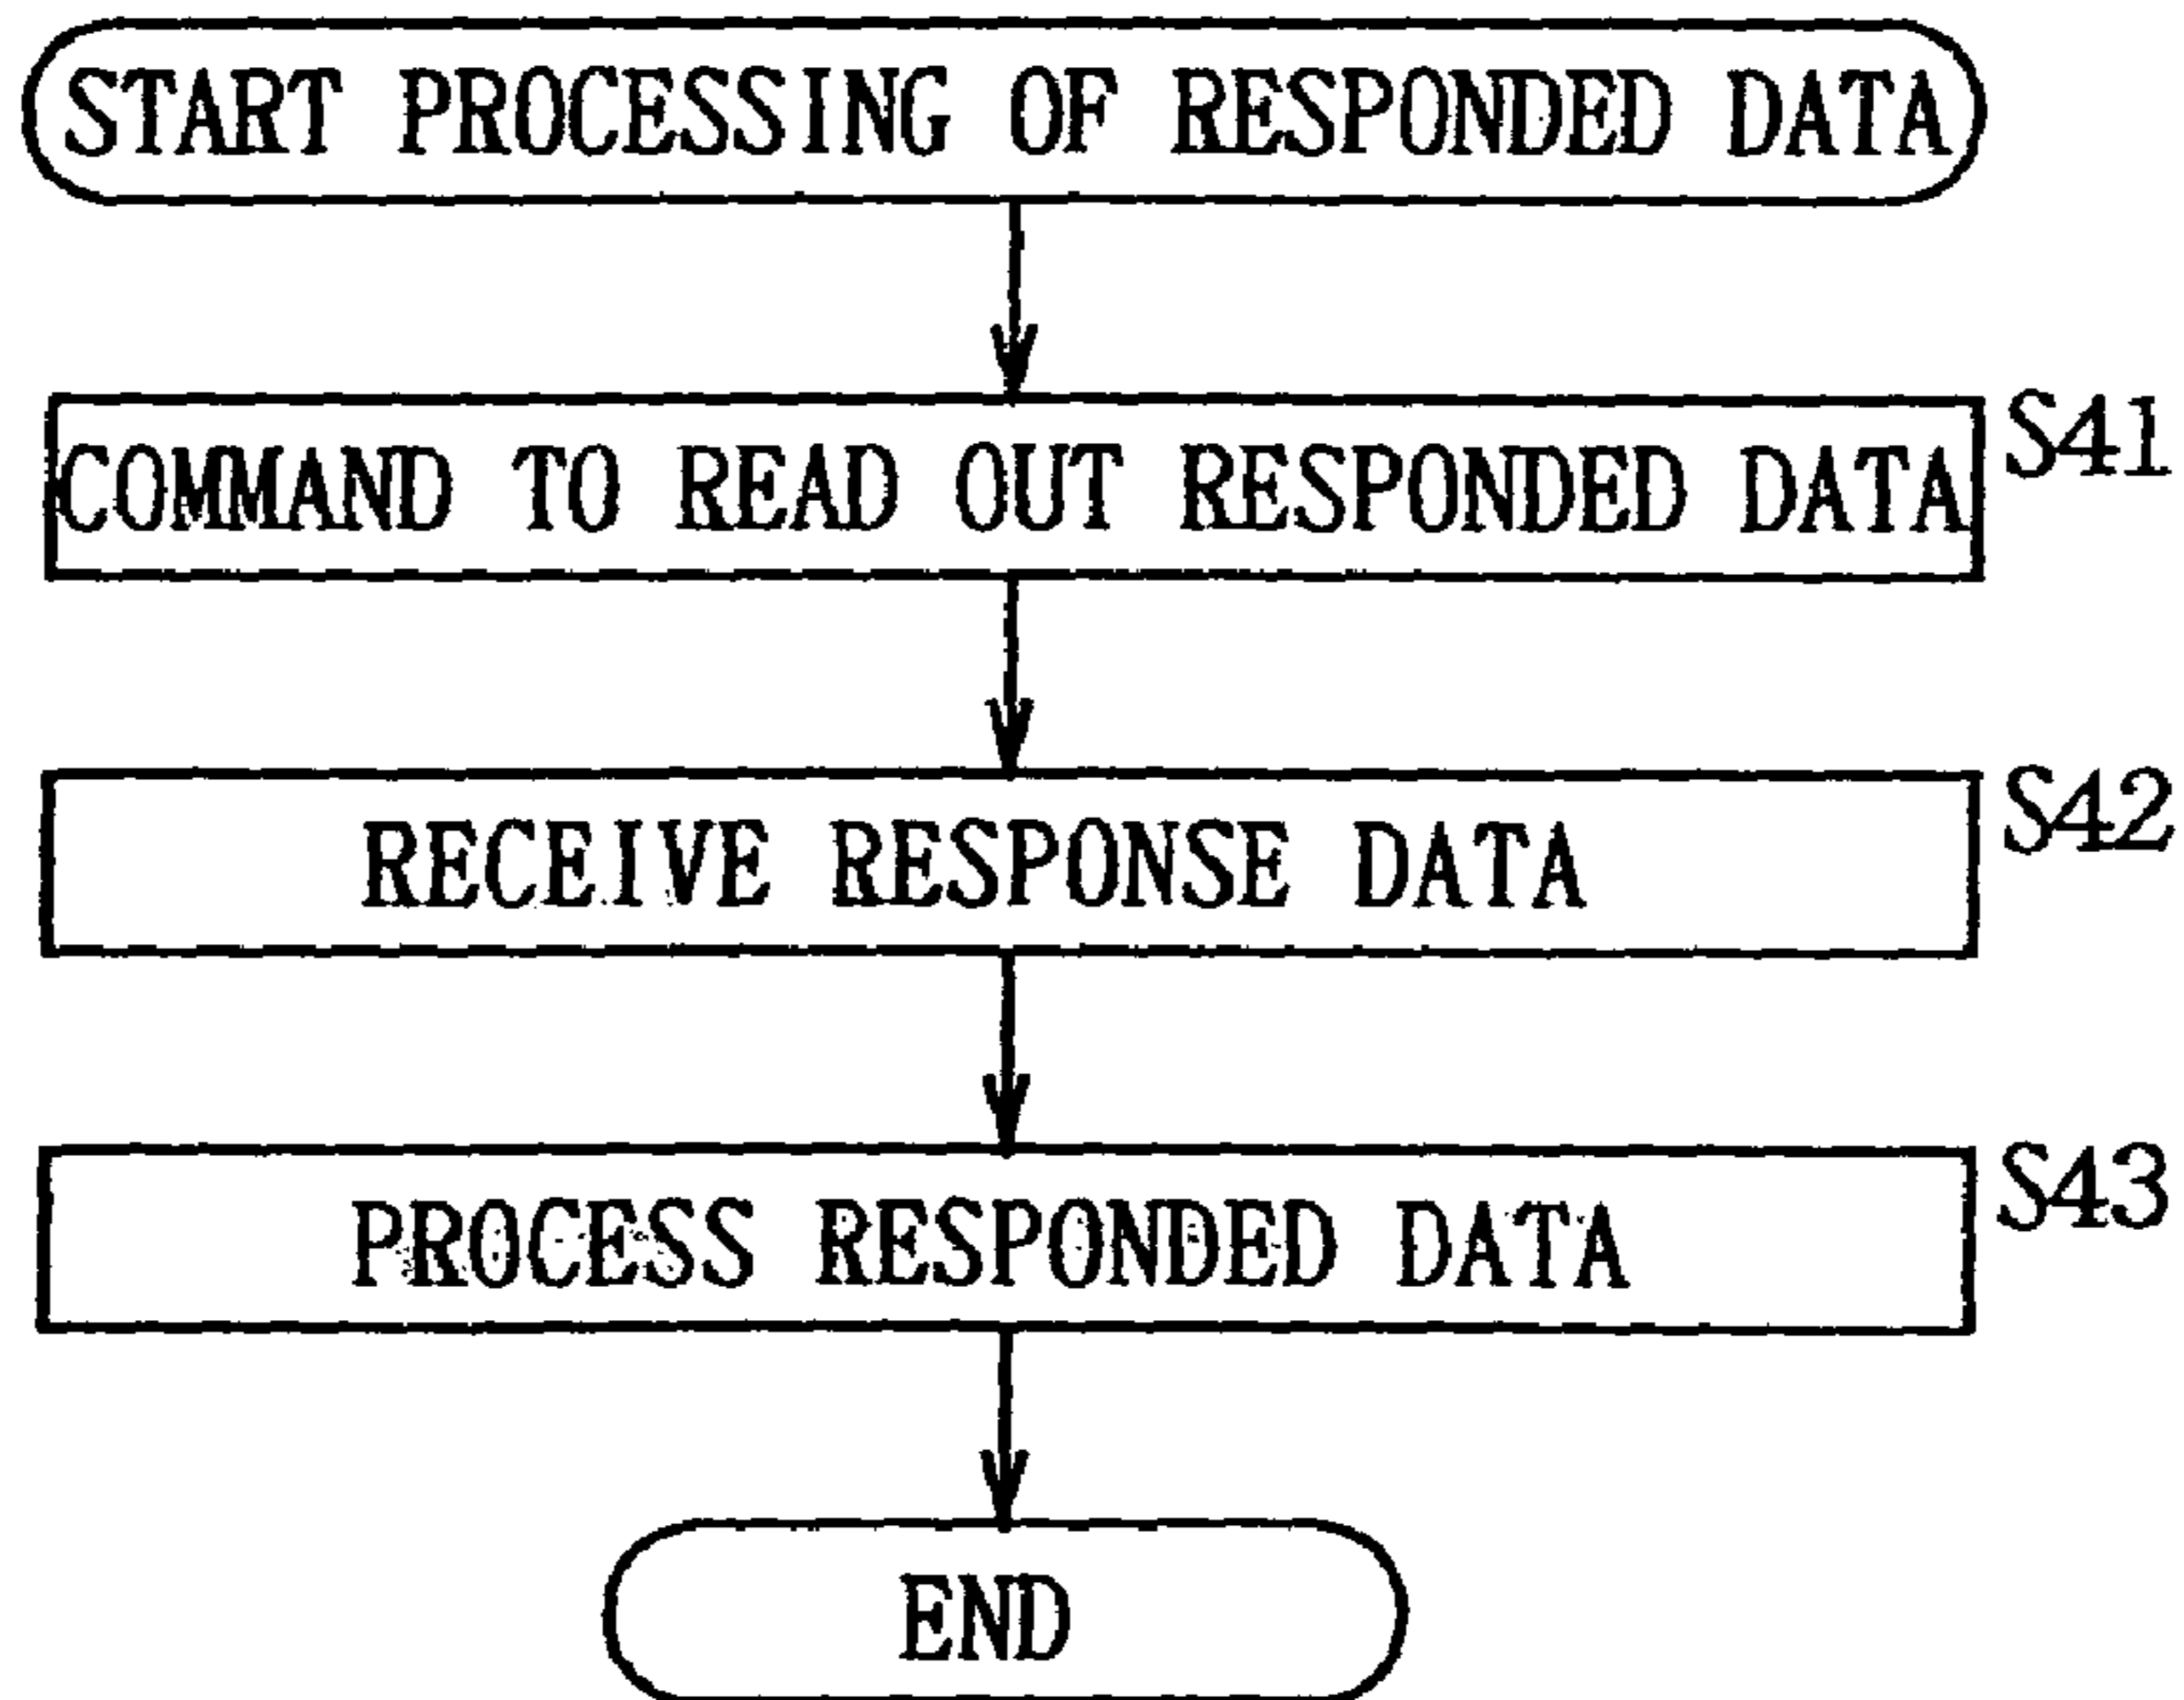 START PROCESSING OF RESPONDED DATA
COMMAND TO READ OUT RESPONDED DATA
S41
RECEIVE RESPONSE DATA
S42
PROCESS RESPONDED DATA
S43
END